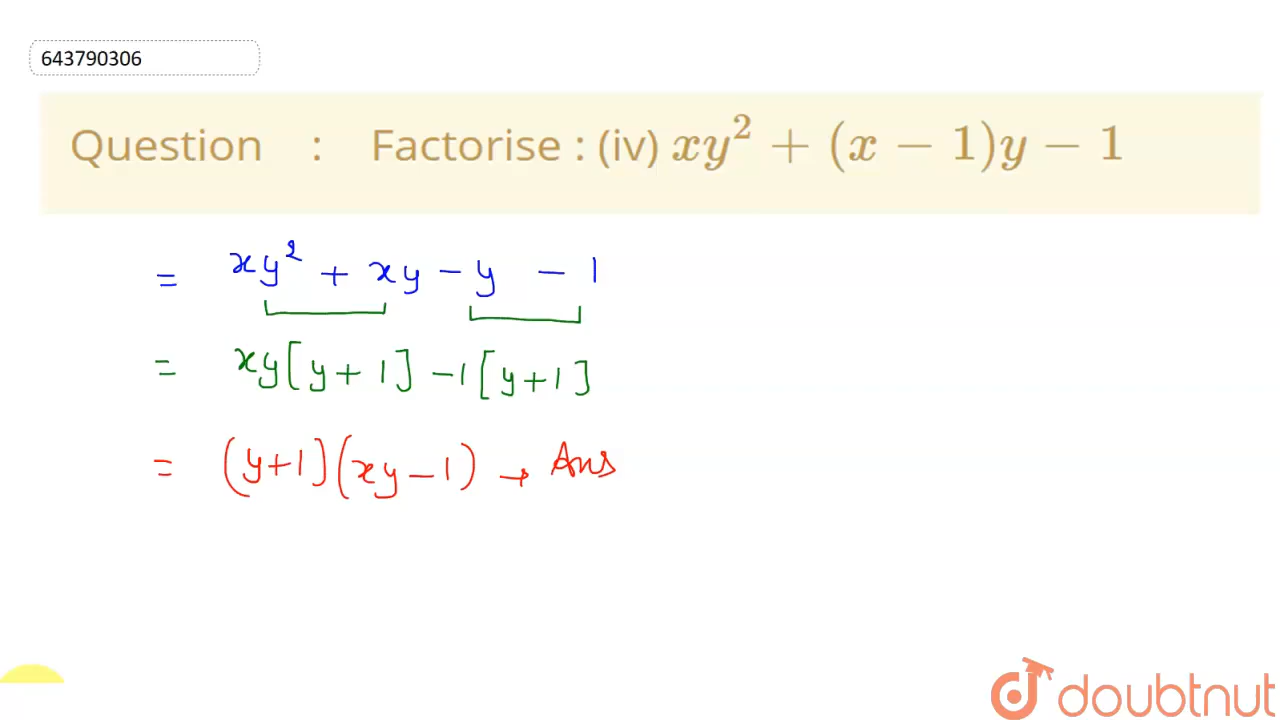 643790306
Question : Factorise : (iv) xy² + (x − 1)y − 1
= xy² + xy − y − 1
= xy[y + 1] − 1[y + 1]
= (y + 1)(xy − 1) → Ans
doubtnut